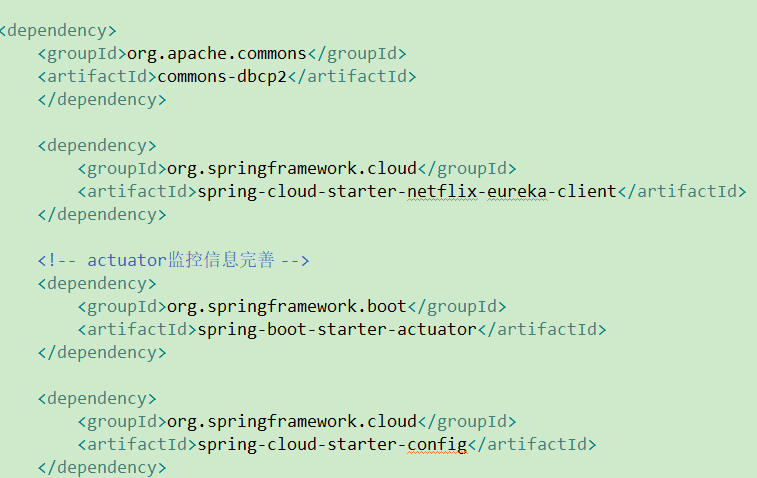 <dependency>
<groupId>org.apache.commons</groupId>
<artifactId>commons-dbcp2</artifactId>
</dependency>
<dependency>
<groupId>org.springframework.cloud</groupId>
<artifactId>spring-cloud-starter-netflix-eureka-client</artifactId>
</dependency>
<!-- actuator监控信息完善 -->
<dependency>
<groupId>org.springframework.boot</groupId>
<artifactId>spring-boot-starter-actuator</artifactId>
</dependency>
<dependency>
<groupId>org.springframework.cloud</groupId>
<artifactId>spring-cloud-starter-config</artifactId>
</dependency>